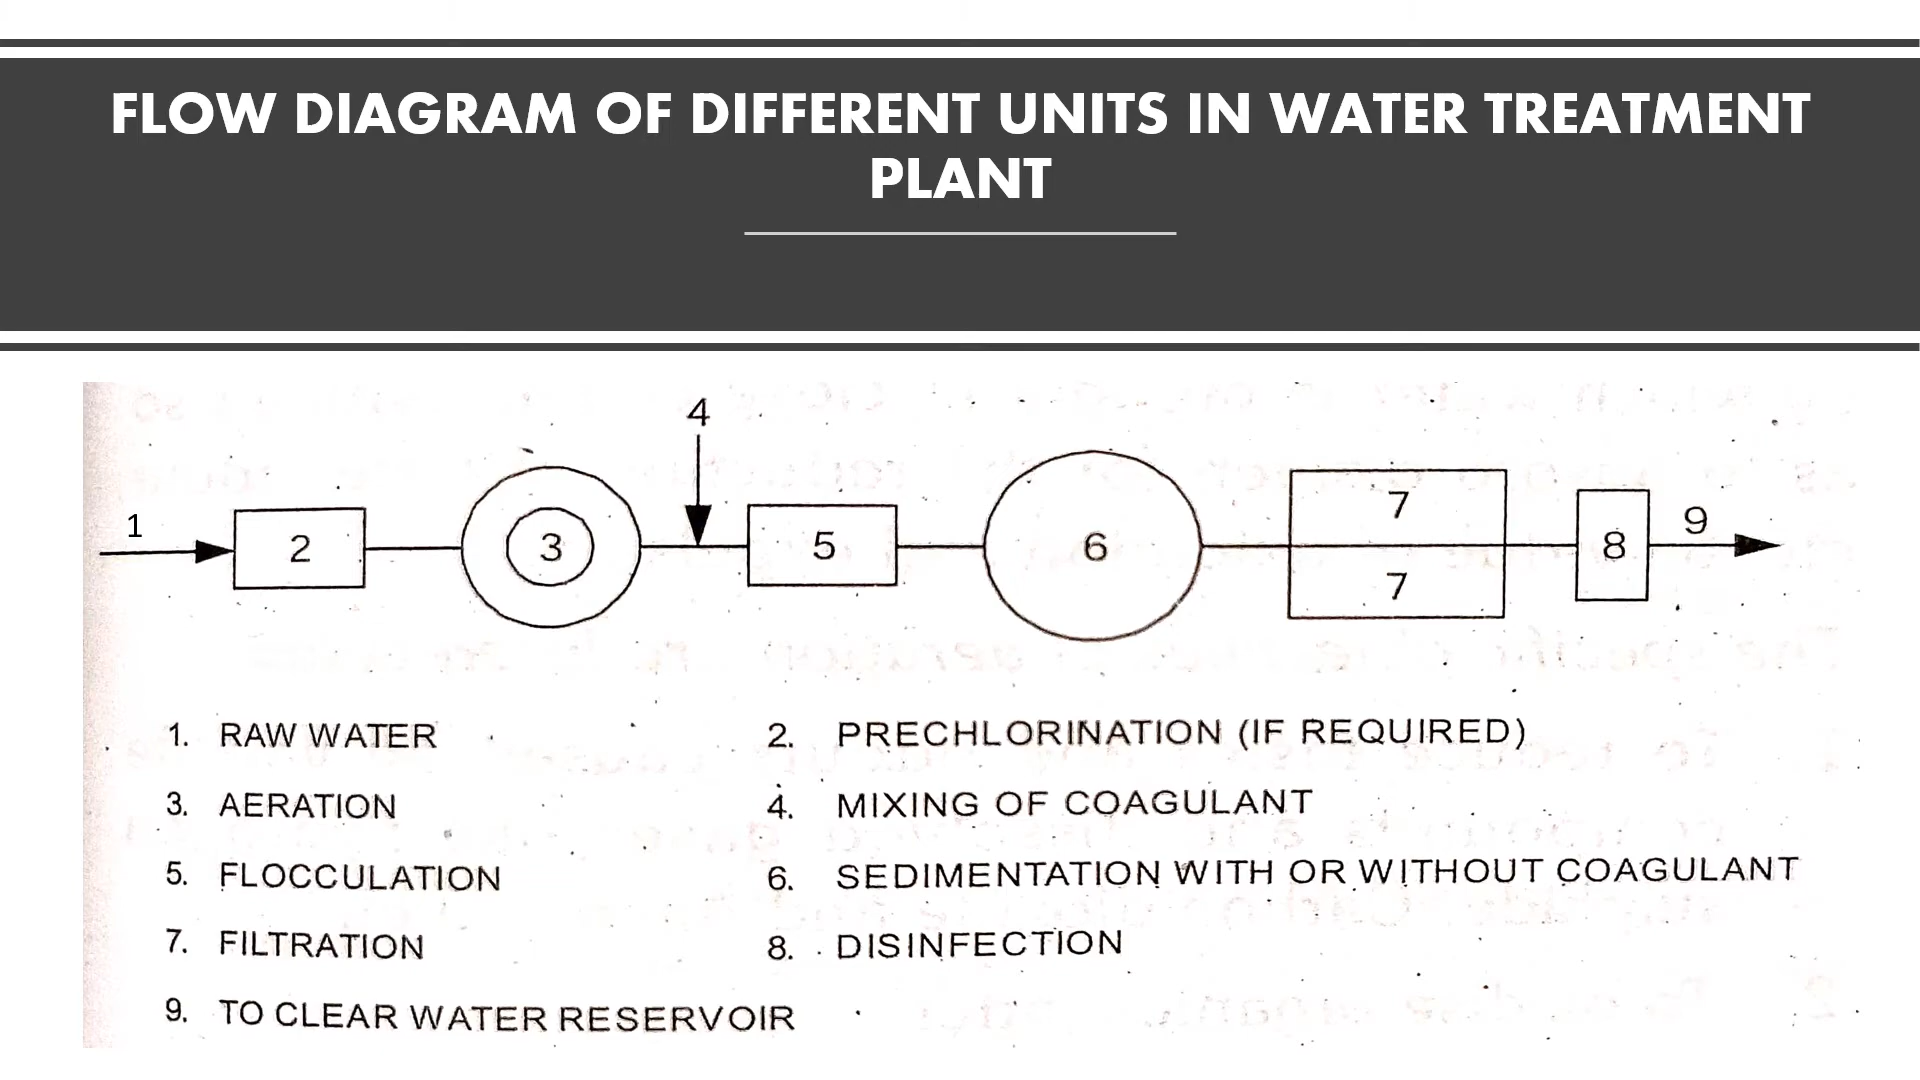 FLOW DIAGRAM OF DIFFERENT UNITS IN WATER TREATMENT
PLANT
4
1
2
3
5
6
7
7
8
9
1. RAW WATER
2. PRECHLORINATION (IF REQUIRED)
3. AERATION
4. MIXING OF COAGULANT
5. FLOCCULATION
6. SEDIMENTATION WITH OR WITHOUT COAGULANT
7. FILTRATION
8. DISINFECTION
9. TO CLEAR WATER RESERVOIR